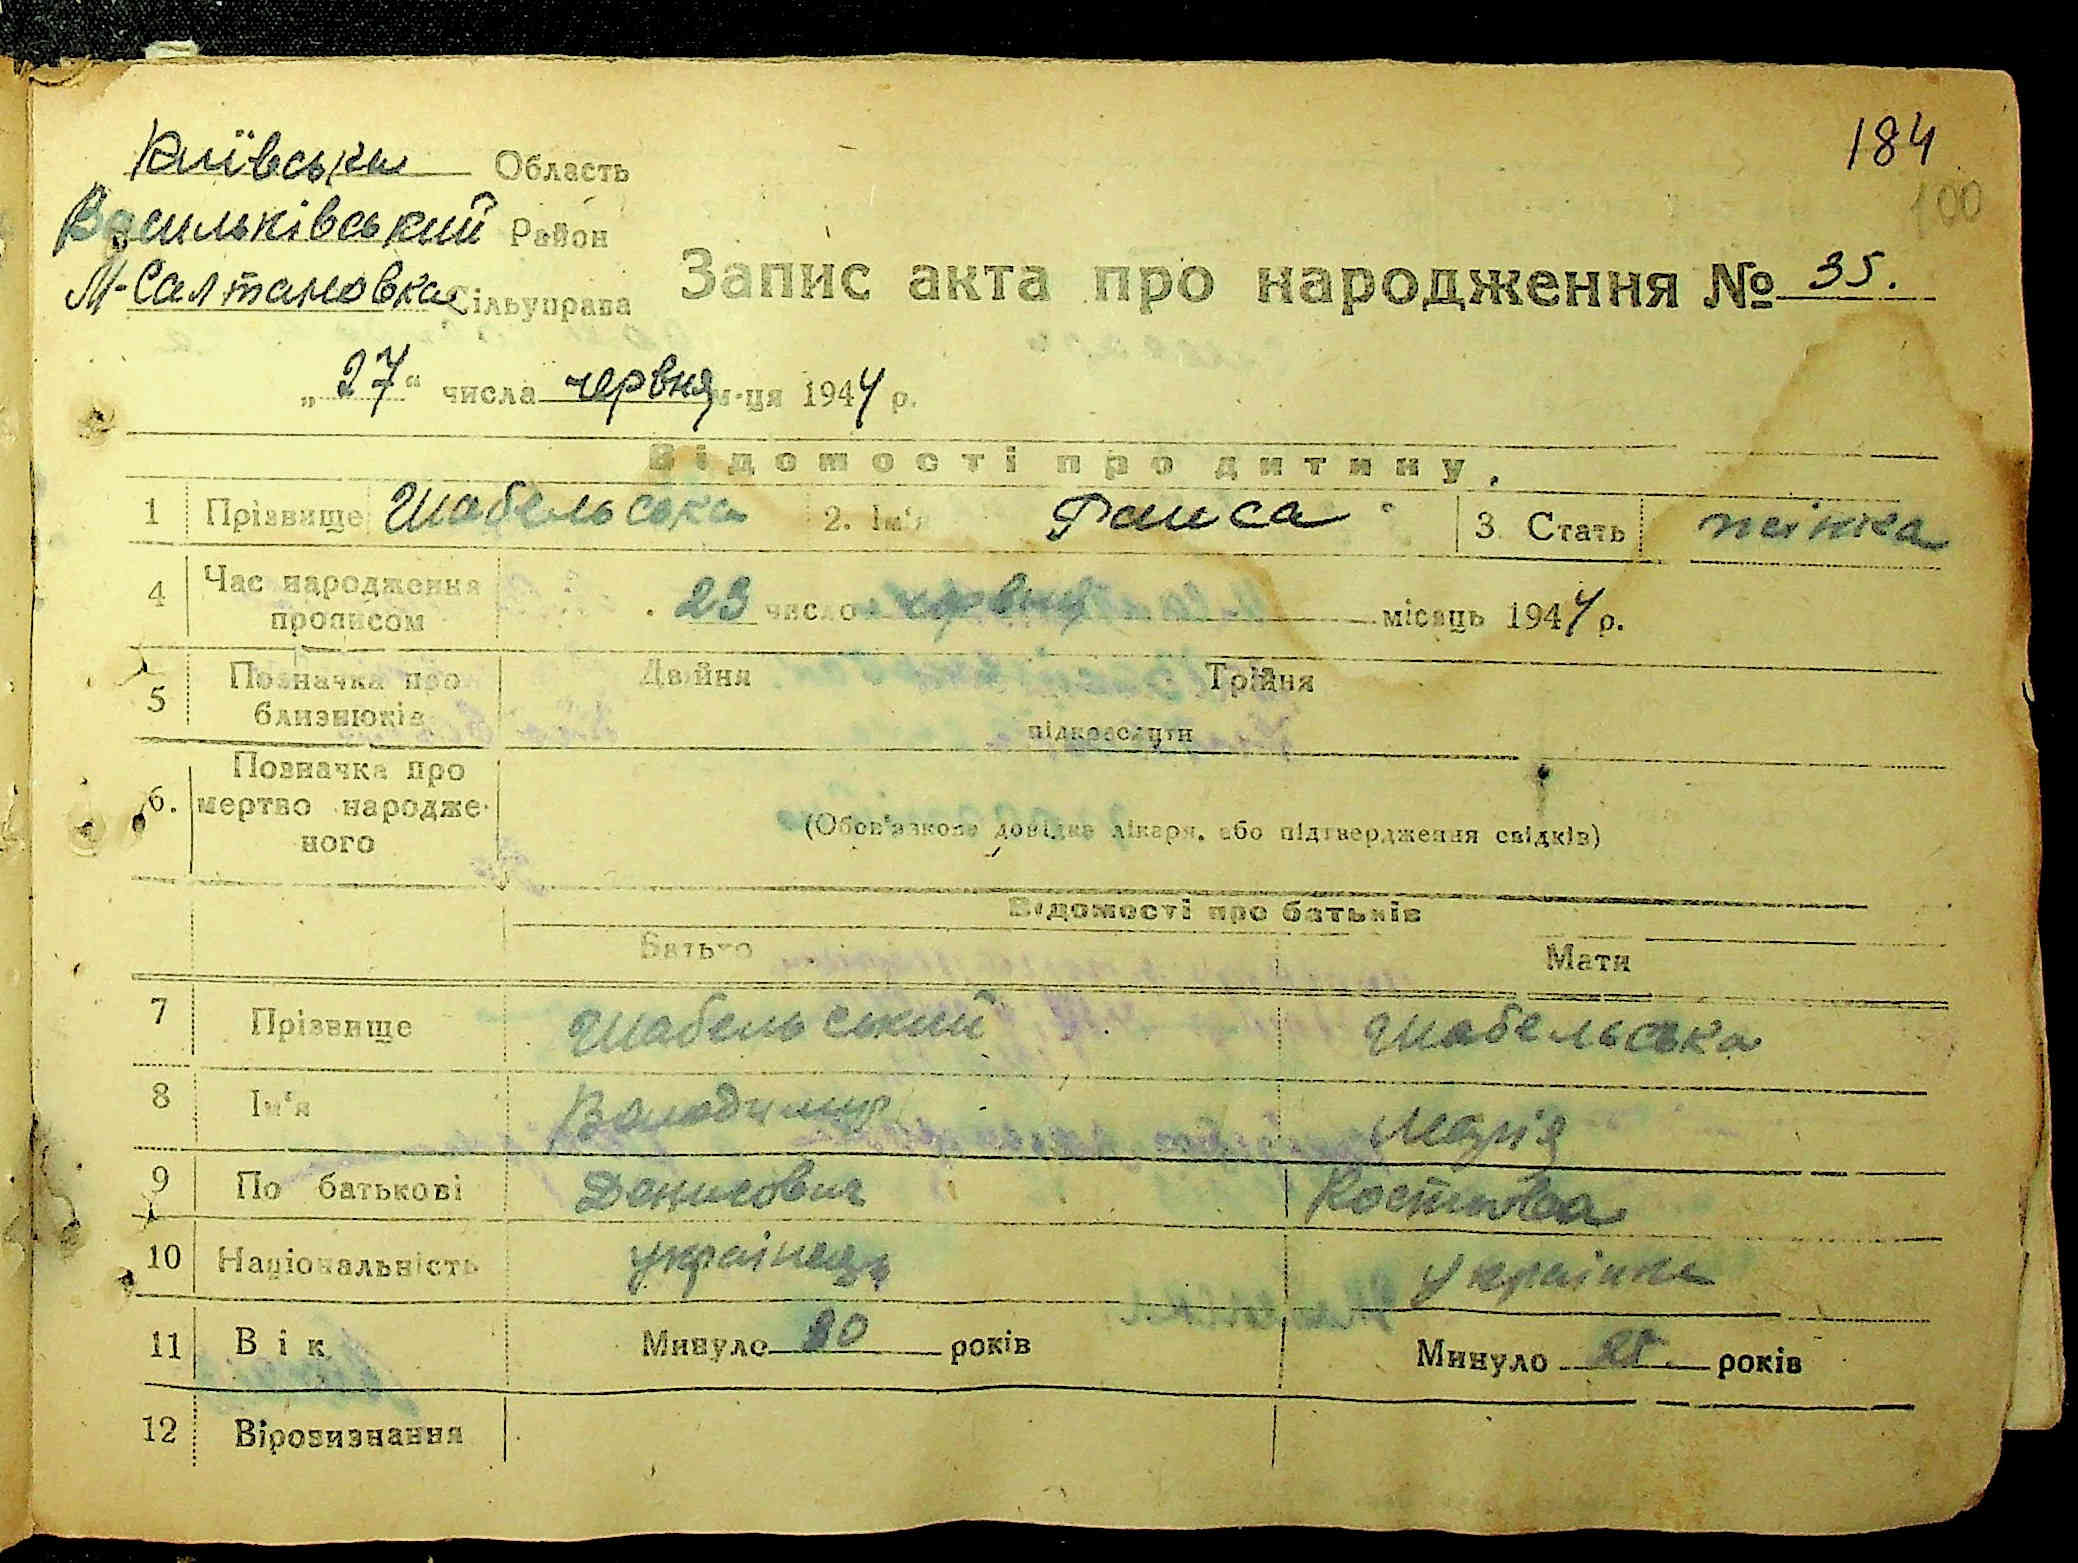 184
100
Київська Область
Васильківський Район
М-Салтановка Сільуправа
Запис акта про народження № 35.
„27“ числа червня м-ця 1944 р.
Відомості про дитину.
1 Прізвище Шабельська 2. Ім'я Раиса 3. Стать жінка
4 Час народження прописом 23 число червня місяць 1944 р.
5 Позначка про близнюків Двійня Трійня
підкреслити
6. Позначка про мертво народже-
ного
(Обов'язкова довідка лікаря, або підтвердження свідків)
Відомості про батьків
Батько Мати
7 Прізвище Шабельський Шабельська
8 Ім'я Володимир Марія
9 По батькові Денисович
10 Національність українець Українка
11 Вік Минуло років Минуло років
12 Віровизнання